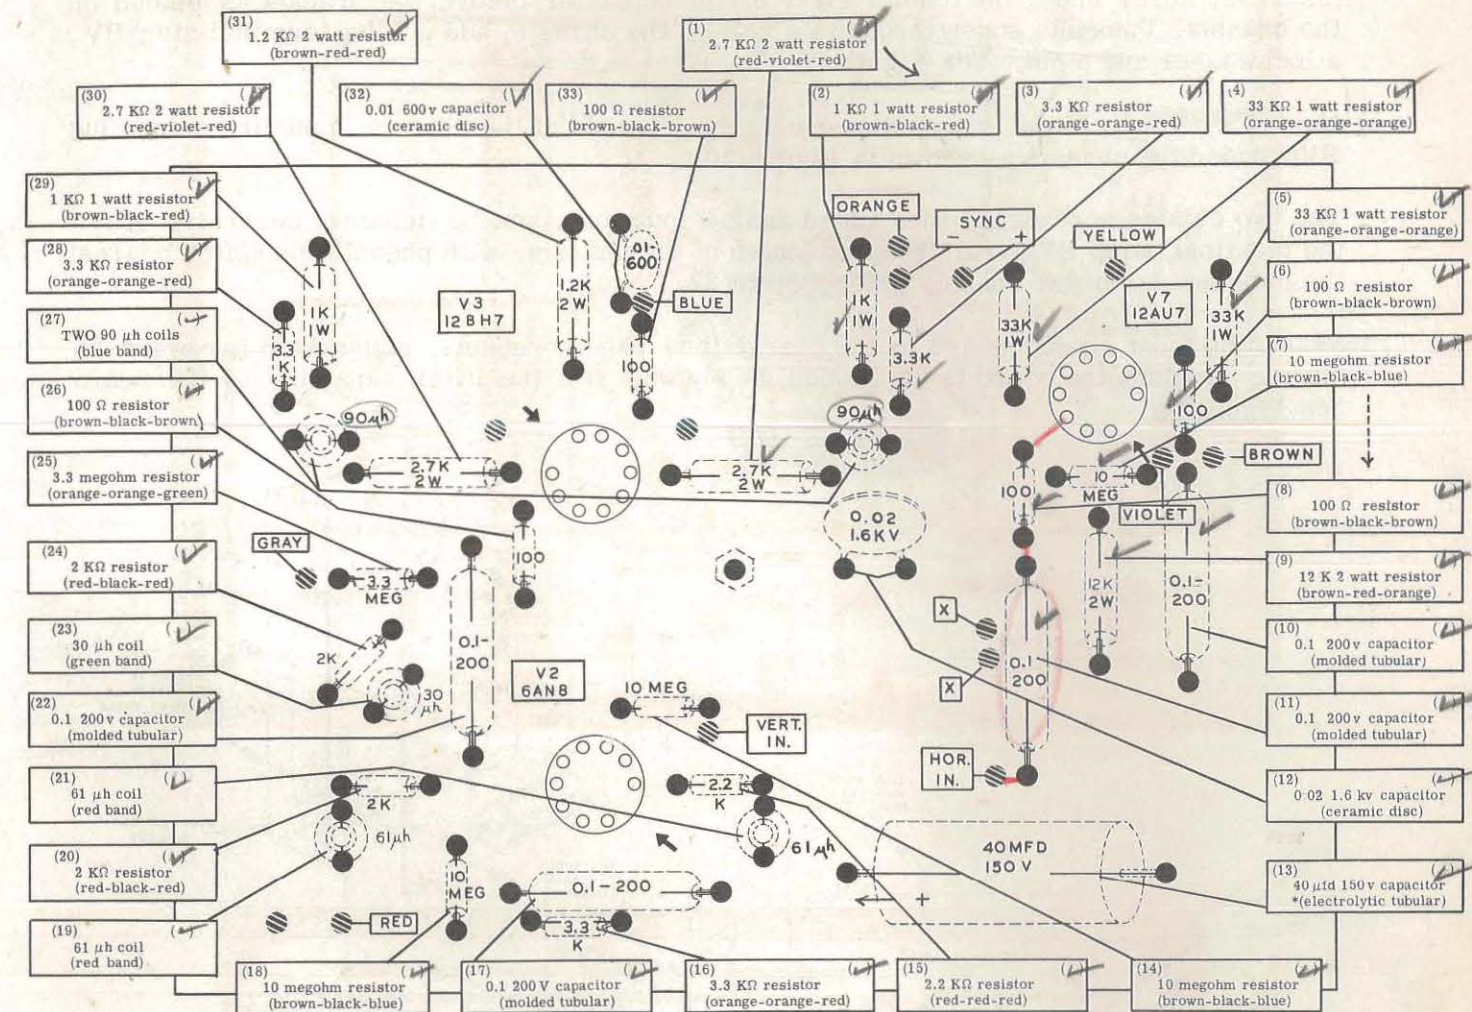 the chassis
(31) (✓)
1.2 KΩ 2 watt resistor
(brown-red-red)
(1) (✓)
2.7 KΩ 2 watt resistor
(red-violet-red)
(30) (✓)
2.7 KΩ 2 watt resistor
(red-violet-red)
(32) (✓)
0.01 600v capacitor
(ceramic disc)
(33) (✓)
100 Ω resistor
(brown-black-brown)
(2) (✓)
1 KΩ 1 watt resistor
(brown-black-red)
(3) (✓)
3.3 KΩ resistor
(orange-orange-red)
(4) (✓)
33 KΩ 1 watt resistor
(orange-orange-orange)
(29) (✓)
1 KΩ 1 watt resistor
(brown-black-red)
(28) (✓)
3.3 KΩ resistor
(orange-orange-red)
(27) (✓)
TWO 90 μh coils
(blue band)
(26) (✓)
100 Ω resistor
(brown-black-brown)
(25) (✓)
3.3 megohm resistor
(orange-orange-green)
(24) (✓)
2 KΩ resistor
(red-black-red)
(23) (✓)
30 μh coil
(green band)
(22) (✓)
0.1 200v capacitor
(molded tubular)
(21) (✓)
61 μh coil
(red band)
(20) (✓)
2 KΩ resistor
(red-black-red)
(19) (✓)
61 μh coil
(red band)
ORANGE
SYNC
- +
YELLOW
.01-
600
V3
12BH7
BLUE
1.2K
2W
1K
1W
1K
1W
3.3
K
3.3K
33K
1W
V7
12AU7
33K
1W
100
100
90μh
90μh
2.7K
2W
2.7K
2W
10
MEG
BROWN
VIOLET
100
0.02
1.6KV
100
GRAY
3.3
MEG
12K
2W
0.1-
200
0.1-
200
X
X
0.1
200
2K
30
μh
V2
6AN8
10 MEG
VERT.
IN.
HOR.
IN.
2K
61μh
2.2
K
61μh
40MFD
150V
+
10
MEG
0.1-200
3.3
K
RED
(5) (✓)
33 KΩ 1 watt resistor
(orange-orange-orange)
(6) (✓)
100 Ω resistor
(brown-black-brown)
(7) (✓)
10 megohm resistor
(brown-black-blue)
(8) (✓)
100 Ω resistor
(brown-black-brown)
(9) (✓)
12 K 2 watt resistor
(brown-red-orange)
(10) (✓)
0.1 200v capacitor
(molded tubular)
(11) (✓)
0.1 200v capacitor
(molded tubular)
(12) (✓)
0.02 1.6 kv capacitor
(ceramic disc)
(13) (✓)
40 μfd 150v capacitor
*(electrolytic tubular)
(18) (✓)
10 megohm resistor
(brown-black-blue)
(17) (✓)
0.1 200 V capacitor
(molded tubular)
(16) (✓)
3.3 KΩ resistor
(orange-orange-red)
(15) (✓)
2.2 KΩ resistor
(red-red-red)
(14) (✓)
10 megohm resistor
(brown-black-blue)